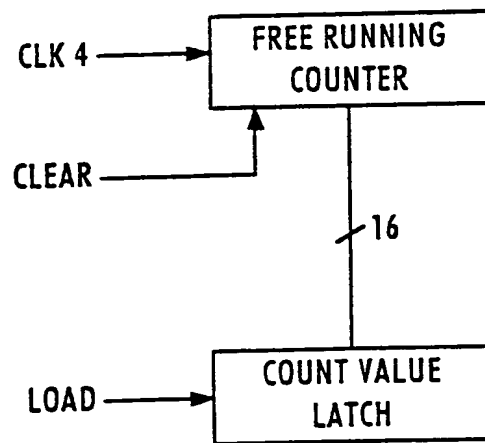 CLK 4
FREE RUNNING
COUNTER
CLEAR
16
LOAD
COUNT VALUE
LATCH